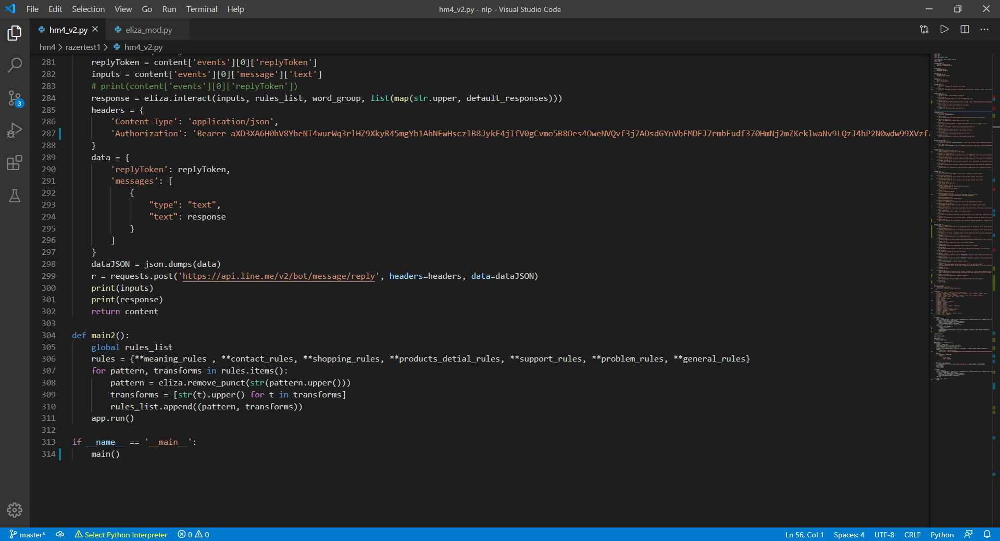 File Edit Selection View Go Run Terminal Help
hm4_v2.py - nlp - Visual Studio Code
hm4_v2.py
eliza_mod.py
hm4 > razertest1 > hm4_v2.py
281 replyToken = content['events'][0]['replyToken']
282 inputs = content['events'][0]['message']['text']
283 # print(content['events'][0]['replyToken'])
284 response = eliza.interact(inputs, rules_list, word_group, list(map(str.upper, default_responses)))
285 headers = {
286 'Content-Type': 'application/json',
287 'Authorization': 'Bearer
288 }
289 data = {
290 'replyToken': replyToken,
291 'messages': [
292 {
293 "type": "text",
294 "text": response
295 }
296 ]
297 }
298 dataJSON = json.dumps(data)
299 r = requests.post('https://api.line.me/v2/bot/message/reply', headers=headers, data=dataJSON)
300 print(inputs)
301 print(response)
302 return content
303
304 def main2():
305 global rules_list
306 rules = {**meaning_rules , **contact_rules, **shopping_rules, **products_detial_rules, **support_rules, **problem_rules, **general_rules}
307 for pattern, transforms in rules.items():
308 pattern = eliza.remove_punct(str(pattern.upper()))
309 transforms = [str(t).upper() for t in transforms]
310 rules_list.append((pattern, transforms))
311 app.run()
312
313 if __name__ == '__main__':
314 main()
3
master* Select Python Interpreter 0 0
Ln 56, Col 1 Spaces: 4 UTF-8 CRLF Python